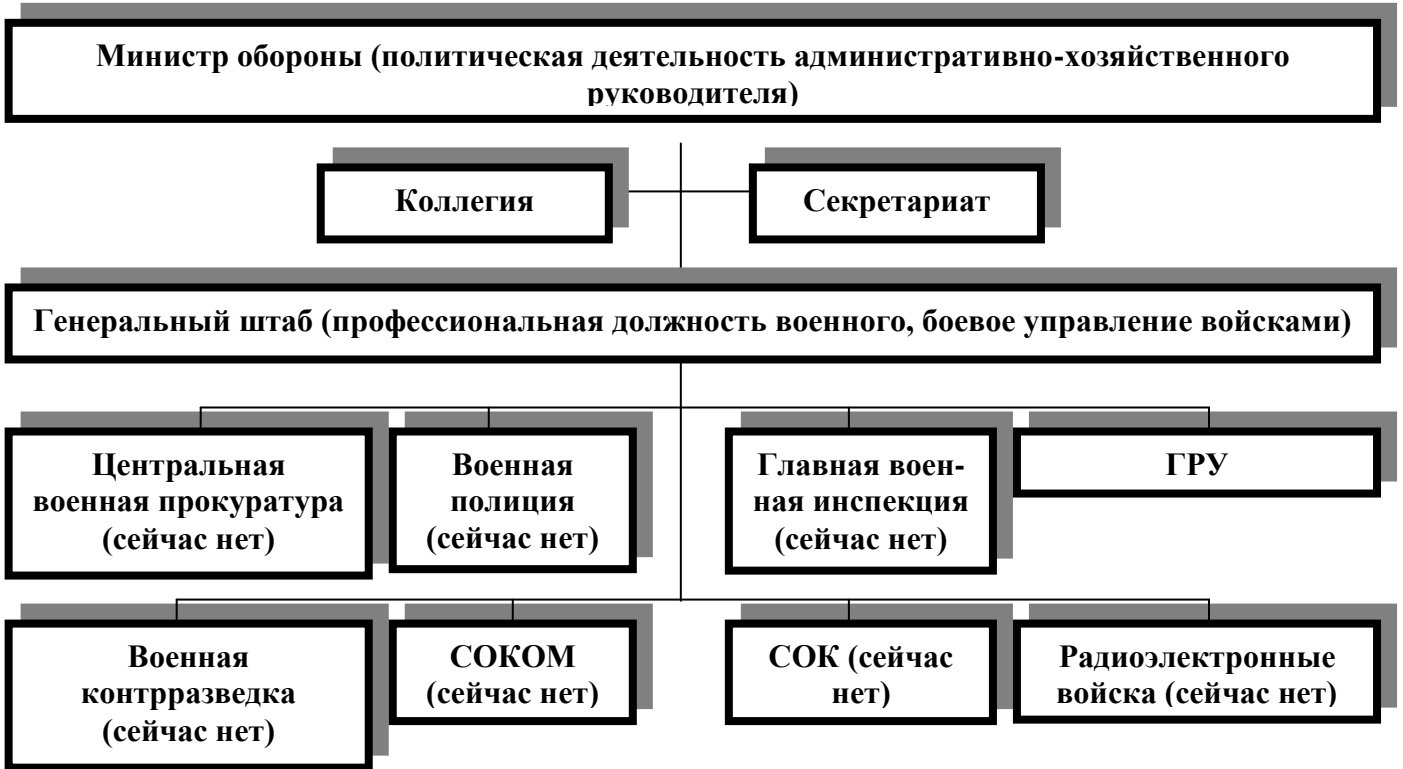 Министр обороны (политическая деятельность административно-хозяйственного
руководителя)
Коллегия
Секретариат
Генеральный штаб (профессиональная должность военного, боевое управление войсками)
Центральная
военная прокуратура
(сейчас нет)
Военная
полиция
(сейчас нет)
Главная воен-
ная инспекция
(сейчас нет)
ГРУ
Военная
контрразведка
(сейчас нет)
СОКОМ
(сейчас нет)
СОК (сейчас
нет)
Радиоэлектронные
войска (сейчас нет)